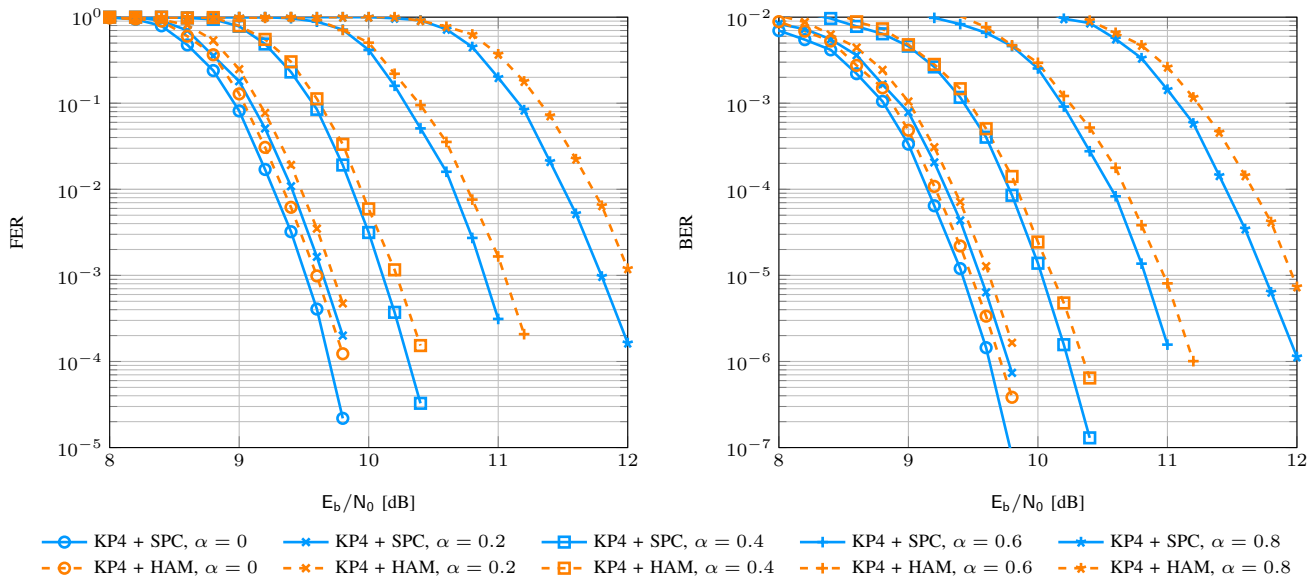 10^0
10^−1
10^−2
10^−3
10^−4
10^−5
FER
8 9 10 11 12
E_b/N_0 [dB]
10^−2
10^−3
10^−4
10^−5
10^−6
10^−7
BER
8 9 10 11 12
E_b/N_0 [dB]
KP4 + SPC, α = 0 KP4 + SPC, α = 0.2 KP4 + SPC, α = 0.4 KP4 + SPC, α = 0.6 KP4 + SPC, α = 0.8
KP4 + HAM, α = 0 KP4 + HAM, α = 0.2 KP4 + HAM, α = 0.4 KP4 + HAM, α = 0.6 KP4 + HAM, α = 0.8